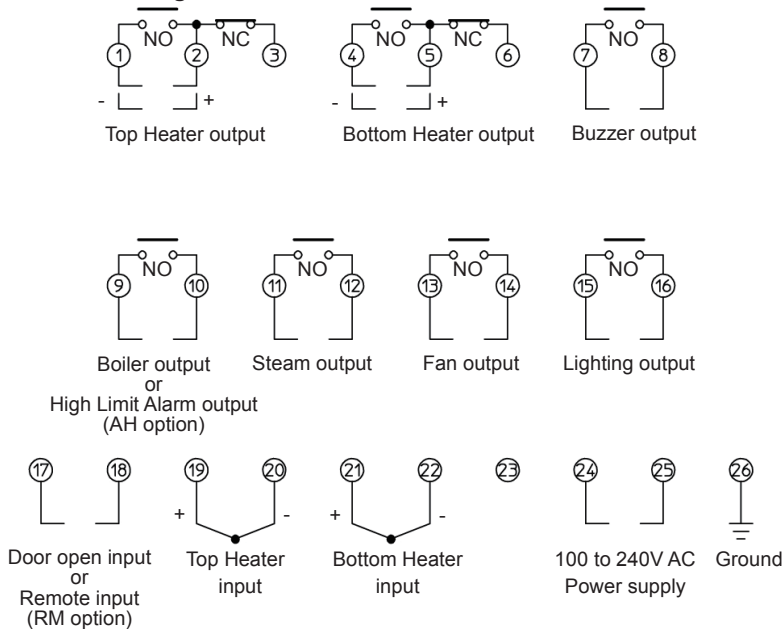 NO NC NO NC NO
1 2 3 4 5 6 7 8
- + - +
Top Heater output Bottom Heater output Buzzer output
NO NO NO NO
9 10 11 12 13 14 15 16
Boiler output
or
High Limit Alarm output
(AH option)
Steam output Fan output Lighting output
17 18 19 20 21 22 23 24 25 26
+ - + -
Door open input
or
Remote input
(RM option)
Top Heater
input
Bottom Heater
input
100 to 240V AC
Power supply
Ground